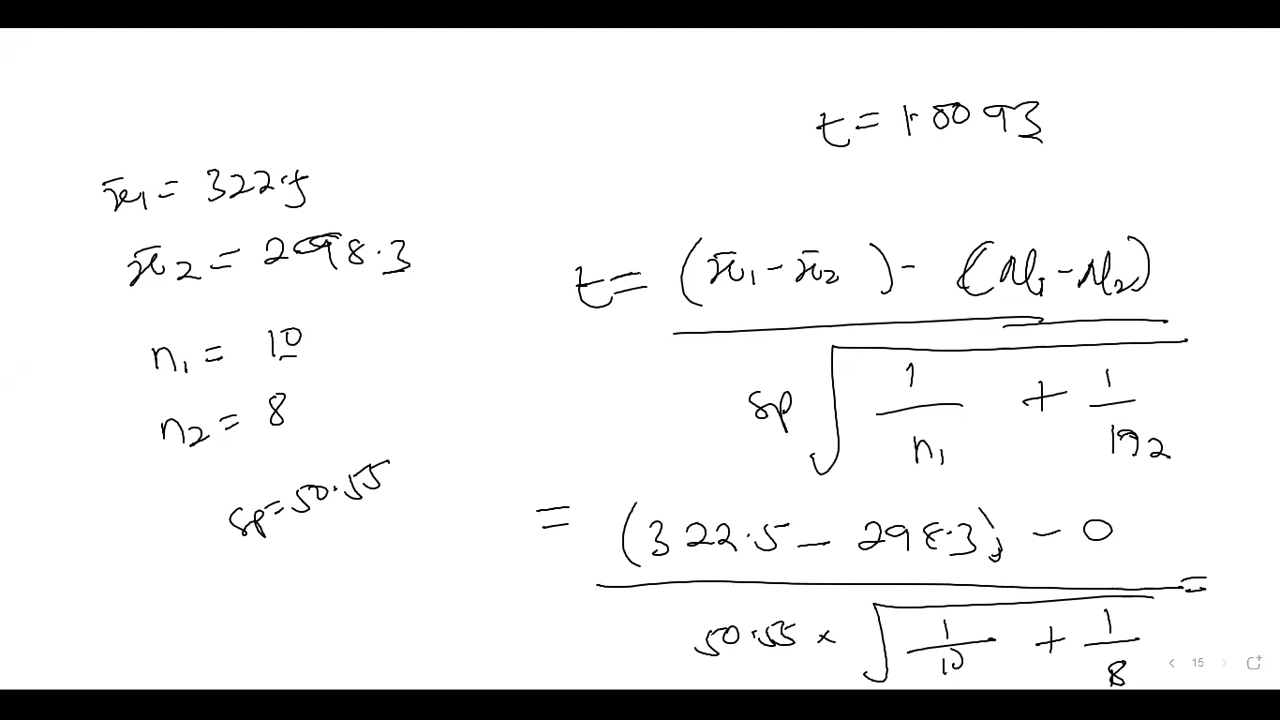 t = 1.0093
x̄₁ = 322.5
x̄₂ = 298.3
n₁ = 10
n₂ = 8
sp = 50.55
t = (x̄₁ - x̄₂) - (μ₁ - μ₂)
sp √ 1/n₁ + 1/n₂
= (322.5 - 298.3) - 0 =
50.55 × √ 1/10 + 1/8
< 15 >